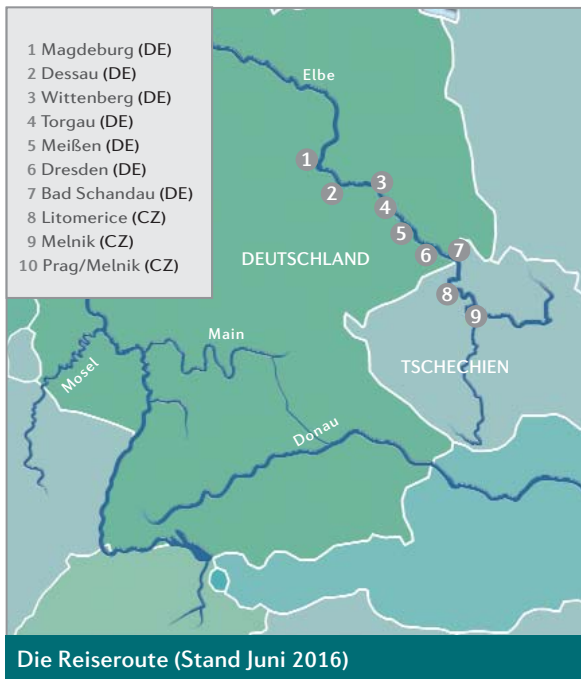 1 Magdeburg (DE)
2 Dessau (DE)
3 Wittenberg (DE)
4 Torgau (DE)
5 Meißen (DE)
6 Dresden (DE)
7 Bad Schandau (DE)
8 Litomerice (CZ)
9 Melnik (CZ)
10 Prag/Melnik (CZ)
Elbe
1
2
3
4
5
6
7
8
9
DEUTSCHLAND
TSCHECHIEN
Main
Mosel
Donau
Die Reiseroute (Stand Juni 2016)